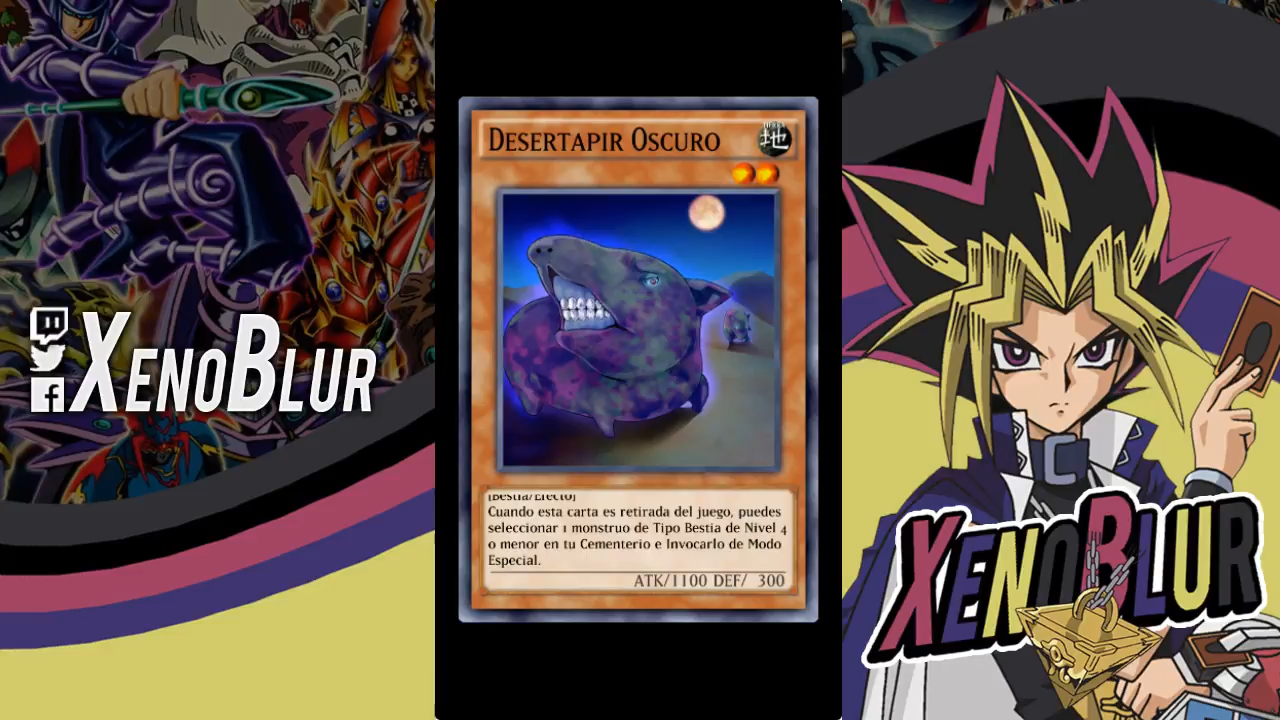 Desertapir Oscuro
TIERRA
地
XenoBlur
[Bestia/Efecto]
Cuando esta carta es retirada del juego, puedes
seleccionar 1 monstruo de Tipo Bestia de Nivel 4
o menor en tu Cementerio e Invocarlo de Modo
Especial.
ATK/1100 DEF/ 300
XENOBLUR